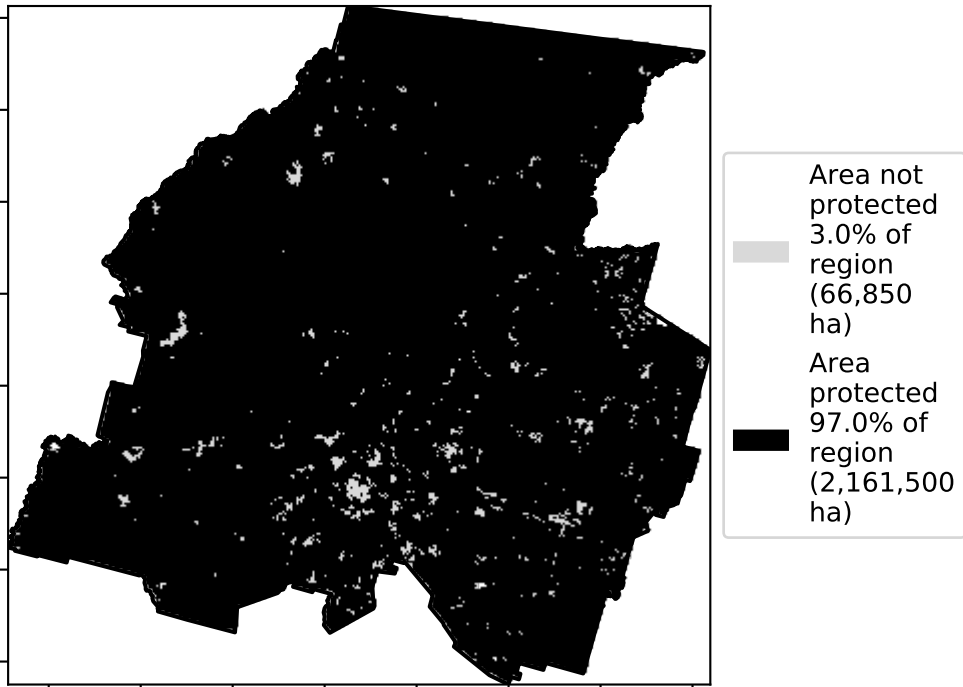 Area not
protected
3.0% of
region
(66,850
ha)
Area
protected
97.0% of
region
(2,161,500
ha)